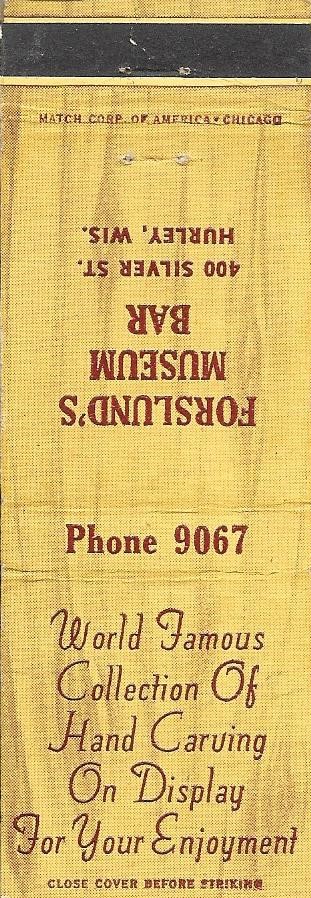 MATCH CORP. OF AMERICA • CHICAGO
FORSLUND'S
MUSEUM
BAR
400 SILVER ST.
HURLEY, WIS.
Phone 9067
World Famous
Collection Of
Hand Carving
On Display
For Your Enjoyment
CLOSE COVER BEFORE STRIKING